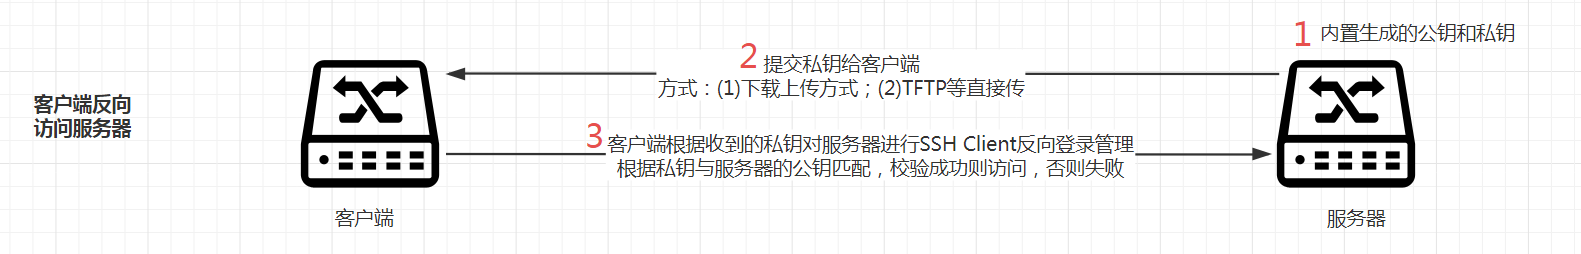 客户端反向
访问服务器
1 内置生成的公钥和私钥
2 提交私钥给客户端
方式：(1)下载上传方式；(2)TFTP等直接传
3 客户端根据收到的私钥对服务器进行SSH Client反向登录管理
根据私钥与服务器的公钥匹配，校验成功则访问，否则失败
客户端
服务器